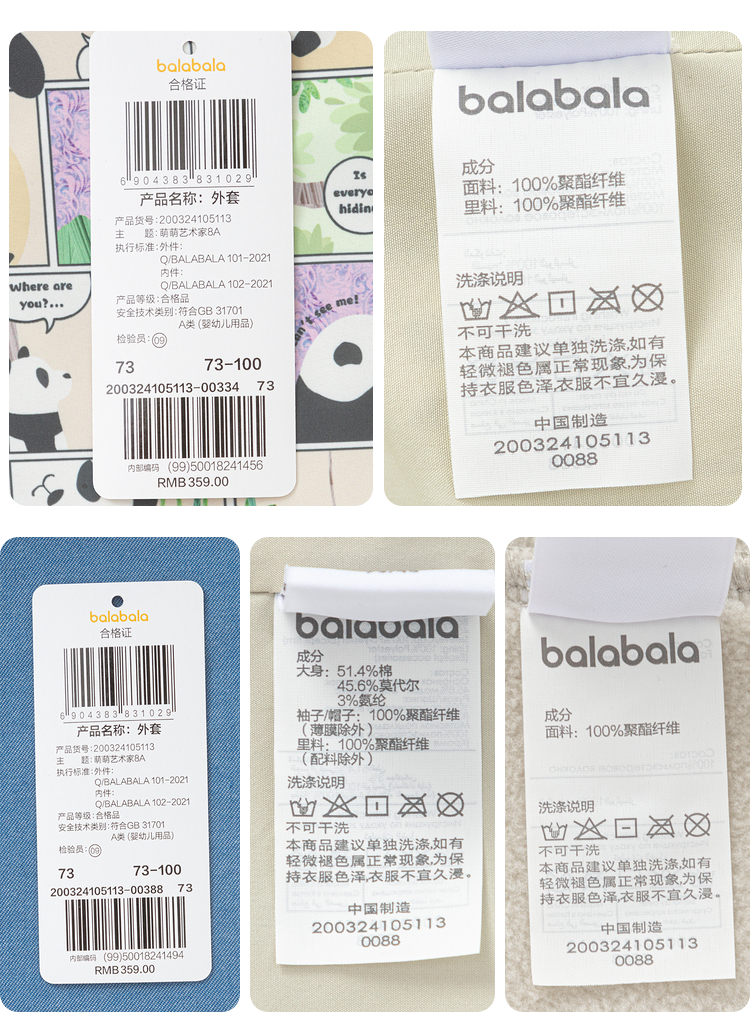 balabala
合格证
6 904383 831029
产品名称：外套
产品货号：200324105113
主 题：萌萌艺术家8A
执行标准：外件：
Q/BALABALA 101-2021
内件：
Q/BALABALA 102-2021
产品等级：合格品
安全技术类别：符合GB 31701
A类 (婴幼儿用品)
检验员：09
73 73-100
200324105113-00334 73
内部编码 (99)50018241456
RMB 359.00
Where are
you?...
Is
hiding
see me!
balabala
成分
面料：100%聚酯纤维
里料：100%聚酯纤维
洗涤说明
不可干洗
本商品建议单独洗涤,如有
轻微褪色属正常现象,为保
持衣服色泽,衣服不宜久浸。
中国制造
200324105113
0088
balabala
合格证
6 904383 831029
产品名称：外套
产品货号：200324105113
主 题：萌萌艺术家8A
执行标准：外件：
Q/BALABALA 101-2021
内件：
Q/BALABALA 102-2021
产品等级：合格品
安全技术类别：符合GB 31701
A类 (婴幼儿用品)
检验员：09
73 73-100
200324105113-00388 73
内部编码 (99)50018241494
RMB 359.00
balabala
成分
大身：51.4%棉
45.6%莫代尔
3%氨纶
袖子/帽子：100%聚酯纤维
（薄膜除外）
里料：100%聚酯纤维
（配料除外）
洗涤说明
不可干洗
本商品建议单独洗涤,如有
轻微褪色属正常现象,为保
持衣服色泽,衣服不宜久浸。
中国制造
200324105113
0088
balabala
成分
面料：100%聚酯纤维
洗涤说明
不可干洗
本商品建议单独洗涤,如有
轻微褪色属正常现象,为保
持衣服色泽,衣服不宜久浸。
中国制造
200324105113
0088